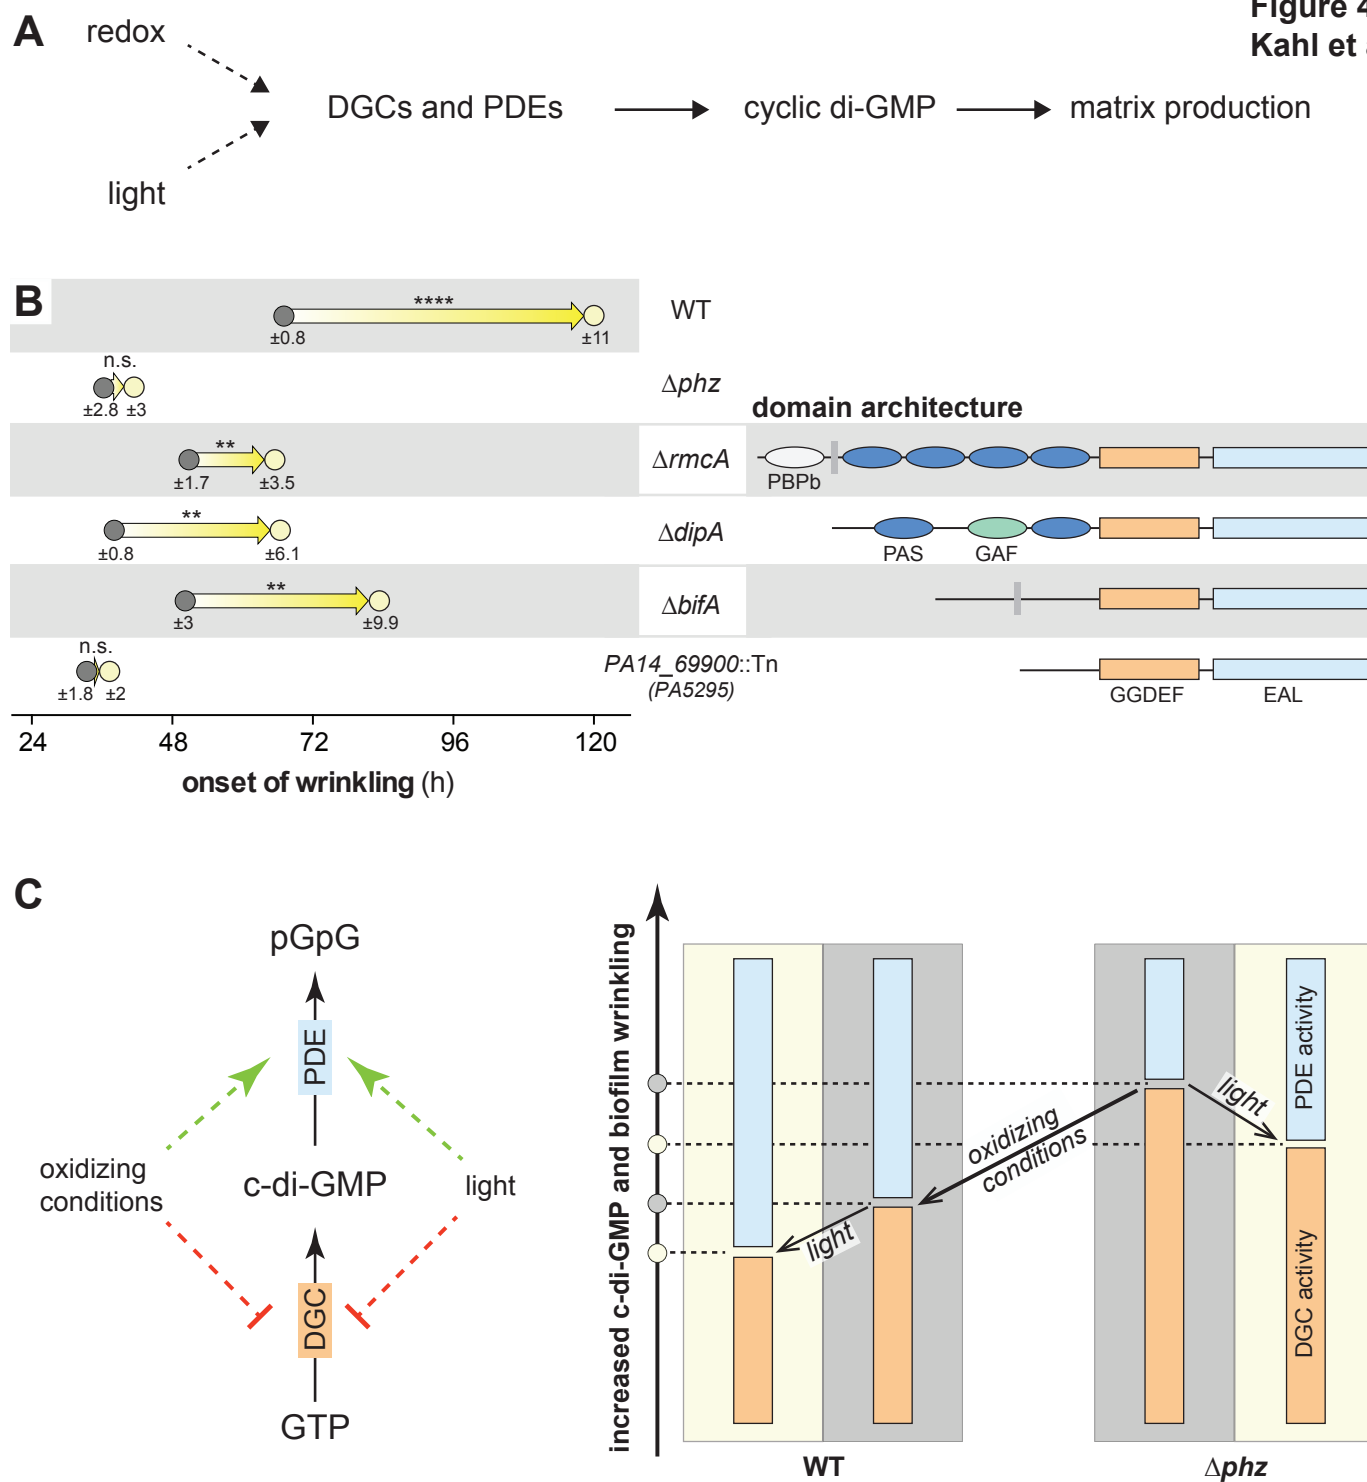 A
redox
Figure 4
Kahl et
DGCs and PDEs
cyclic di-GMP
matrix production
light
B
****
WT
±0.8
±11
n.s.
Δphz
±2.8
±3
domain architecture
**
ΔrmcA
±1.7
±3.5
PBPb
**
ΔdipA
±0.8
±6.1
PAS
GAF
**
ΔbifA
±3
±9.9
n.s.
PA14_69900::Tn
(PA5295)
±1.8
±2
GGDEF
EAL
24
48
72
96
120
onset of wrinkling (h)
C
pGpG
PDE
oxidizing
conditions
c-di-GMP
light
DGC
GTP
increased c-di-GMP and biofilm wrinkling
light
oxidizing
conditions
light
PDE activity
DGC activity
WT
Δphz